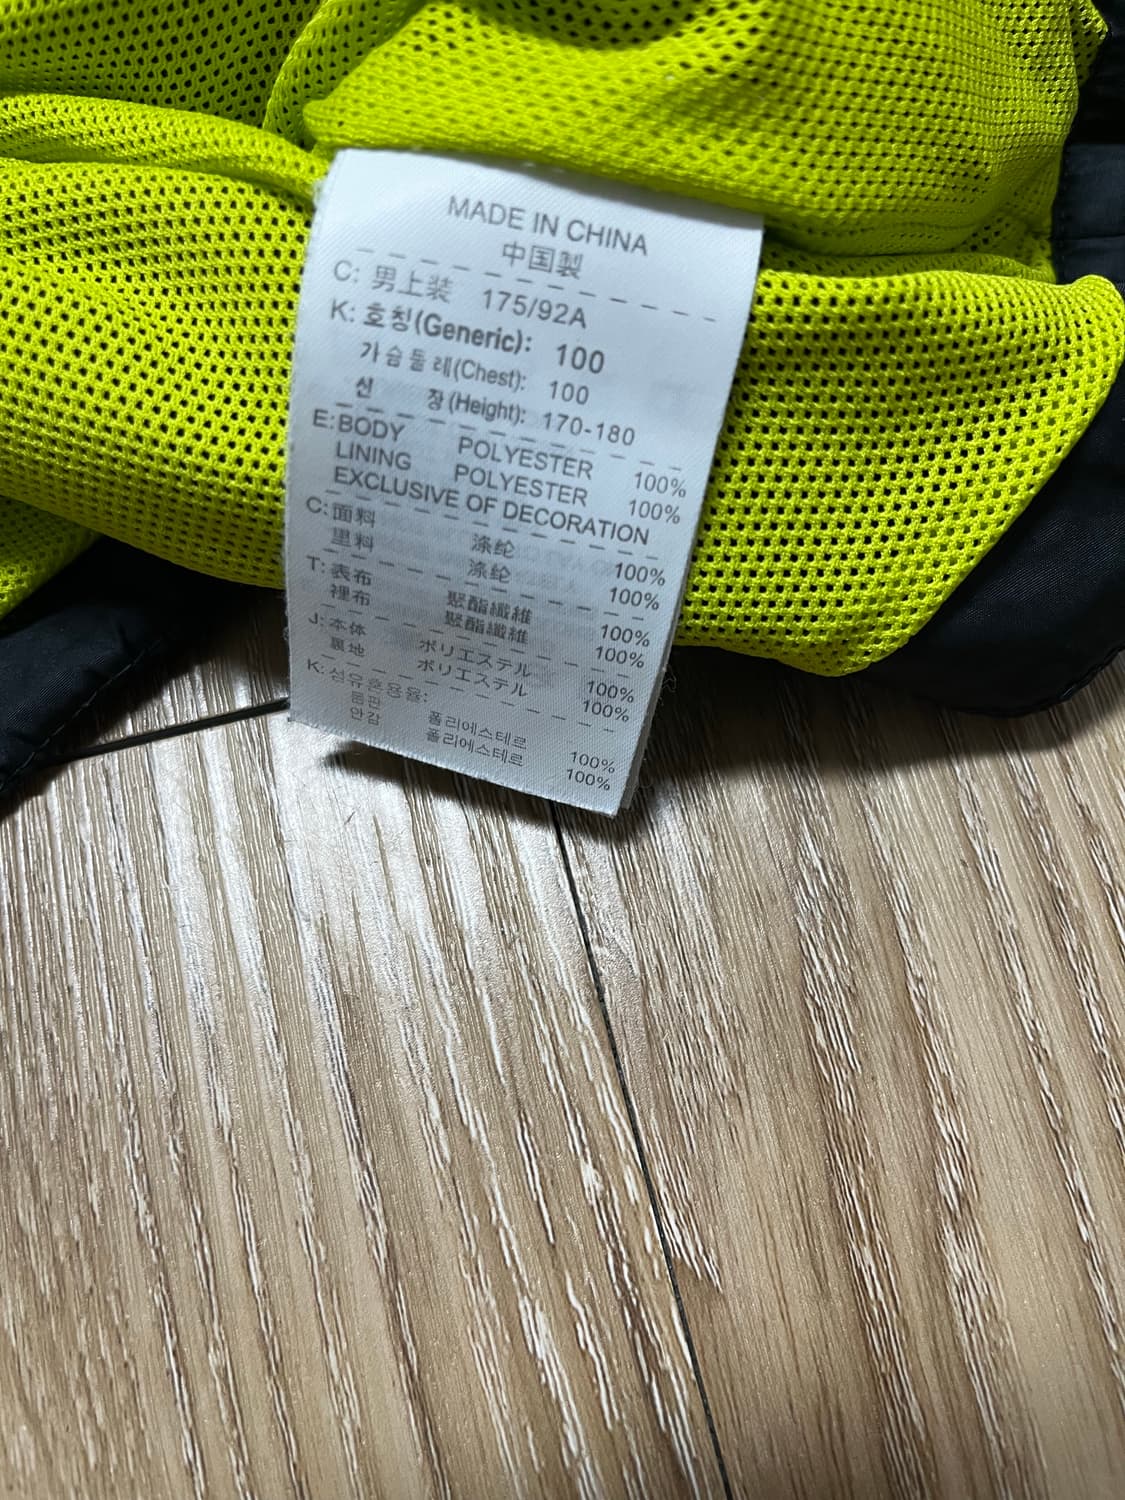 MADE IN CHINA
中国製
C: 男上装 175/92A
K: 호칭(Generic): 100
가슴둘레(Chest): 100
신 장(Height): 170-180
E: BODY POLYESTER 100%
LINING POLYESTER 100%
EXCLUSIVE OF DECORATION
C: 面料 涤纶 100%
里料 涤纶 100%
T: 表布 聚酯纖維 100%
裡布 聚酯纖維 100%
J: 本体 ポリエステル 100%
裏地 ポリエステル 100%
K: 섬유혼용율:
몸판 폴리에스테르 100%
안감 폴리에스테르 100%